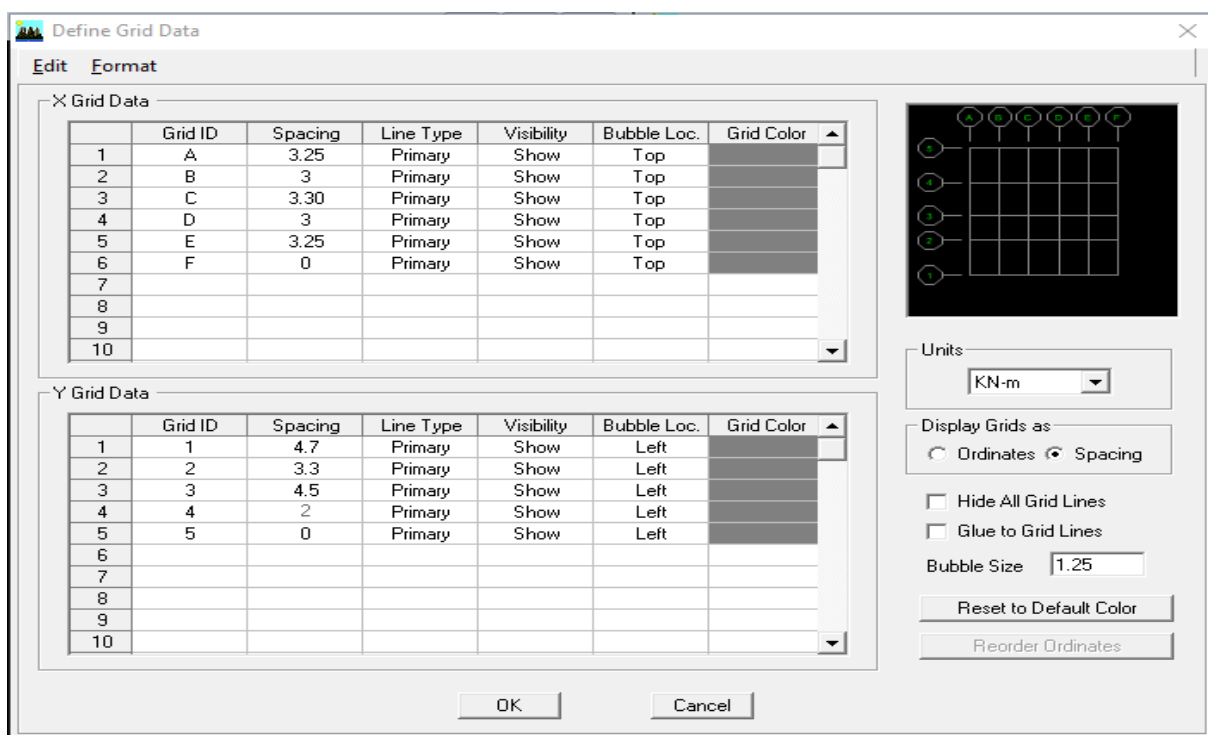 Define Grid Data
Edit Format
X Grid Data
Grid ID Spacing Line Type Visibility Bubble Loc. Grid Color
1 A 3.25 Primary Show Top
2 B 3 Primary Show Top
3 C 3.30 Primary Show Top
4 D 3 Primary Show Top
5 E 3.25 Primary Show Top
6 F 0 Primary Show Top
7
8
9
10
Y Grid Data
Grid ID Spacing Line Type Visibility Bubble Loc. Grid Color
1 1 4.7 Primary Show Left
2 2 3.3 Primary Show Left
3 3 4.5 Primary Show Left
4 4 2 Primary Show Left
5 5 0 Primary Show Left
6
7
8
9
10
A B C D E F
5
4
3
2
1
Units
KN-m
Display Grids as
Ordinates Spacing
Hide All Grid Lines
Glue to Grid Lines
Bubble Size 1.25
Reset to Default Color
Reorder Ordinates
OK Cancel